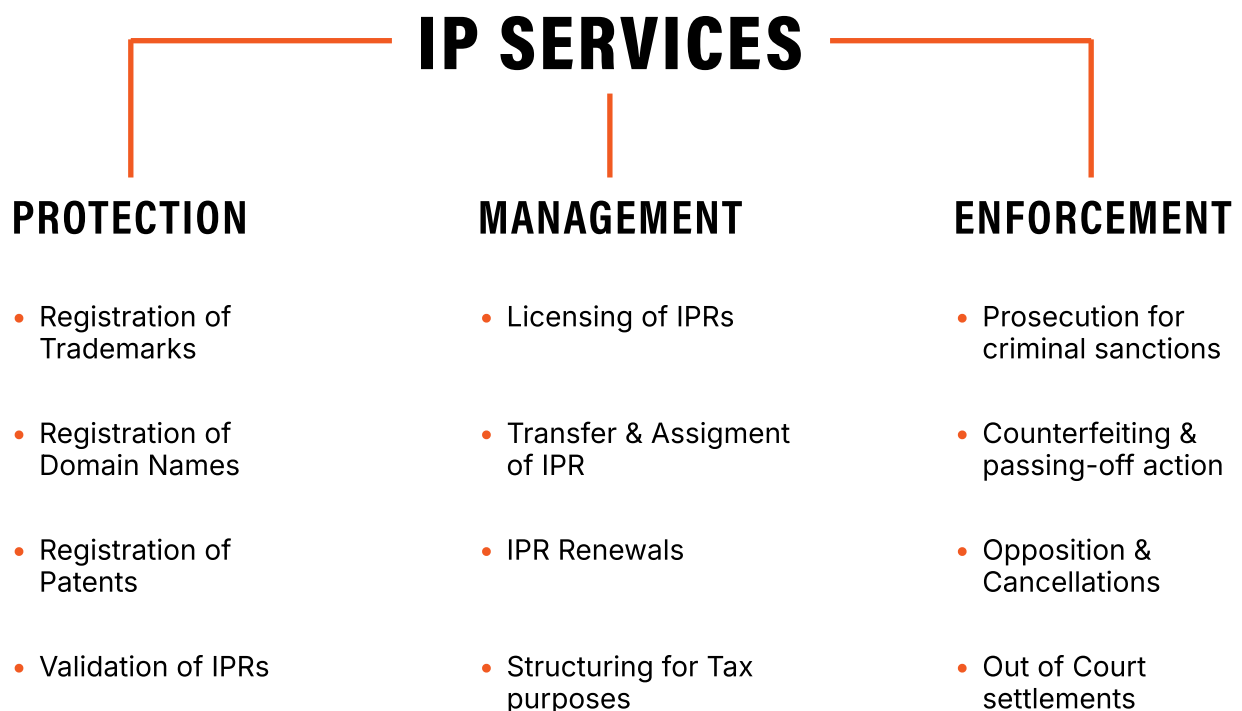 IP SERVICES
PROTECTION
Registration of
Trademarks
Registration of
Domain Names
Registration of
Patents
Validation of IPRs
MANAGEMENT
Licensing of IPRs
Transfer & Assigment
of IPR
IPR Renewals
Structuring for Tax
purposes
ENFORCEMENT
Prosecution for
criminal sanctions
Counterfeiting &
passing-off action
Opposition &
Cancellations
Out of Court
settlements